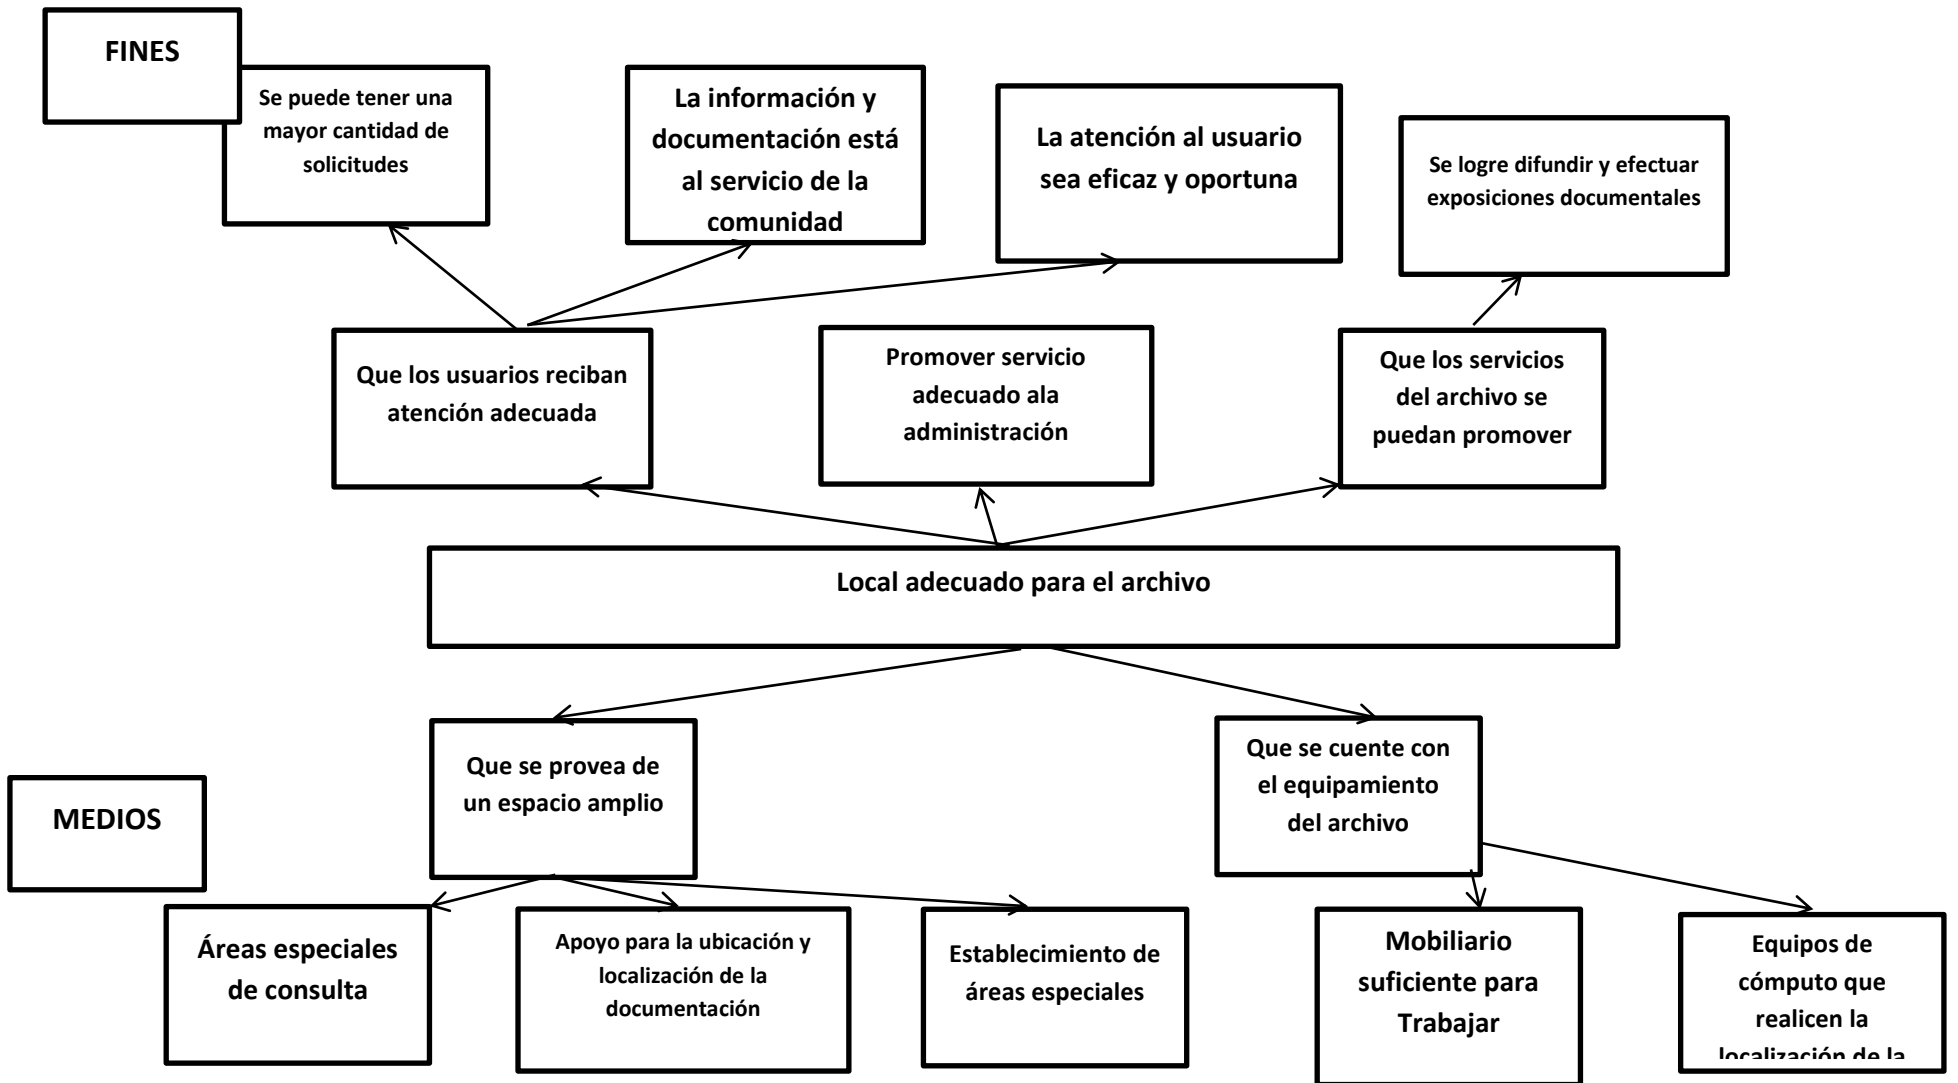 FINES
Se puede tener una
mayor cantidad de
solicitudes
La información y
documentación está
al servicio de la
comunidad
La atención al usuario
sea eficaz y oportuna
Se logre difundir y efectuar
exposiciones documentales
Que los usuarios reciban
atención adecuada
Promover servicio
adecuado ala
administración
Que los servicios
del archivo se
puedan promover
Local adecuado para el archivo
Que se provea de
un espacio amplio
Que se cuente con
el equipamiento
del archivo
MEDIOS
Áreas especiales
de consulta
Apoyo para la ubicación y
localización de la
documentación
Establecimiento de
áreas especiales
Mobiliario
suficiente para
Trabajar
Equipos de
cómputo que
realicen la
localización de la